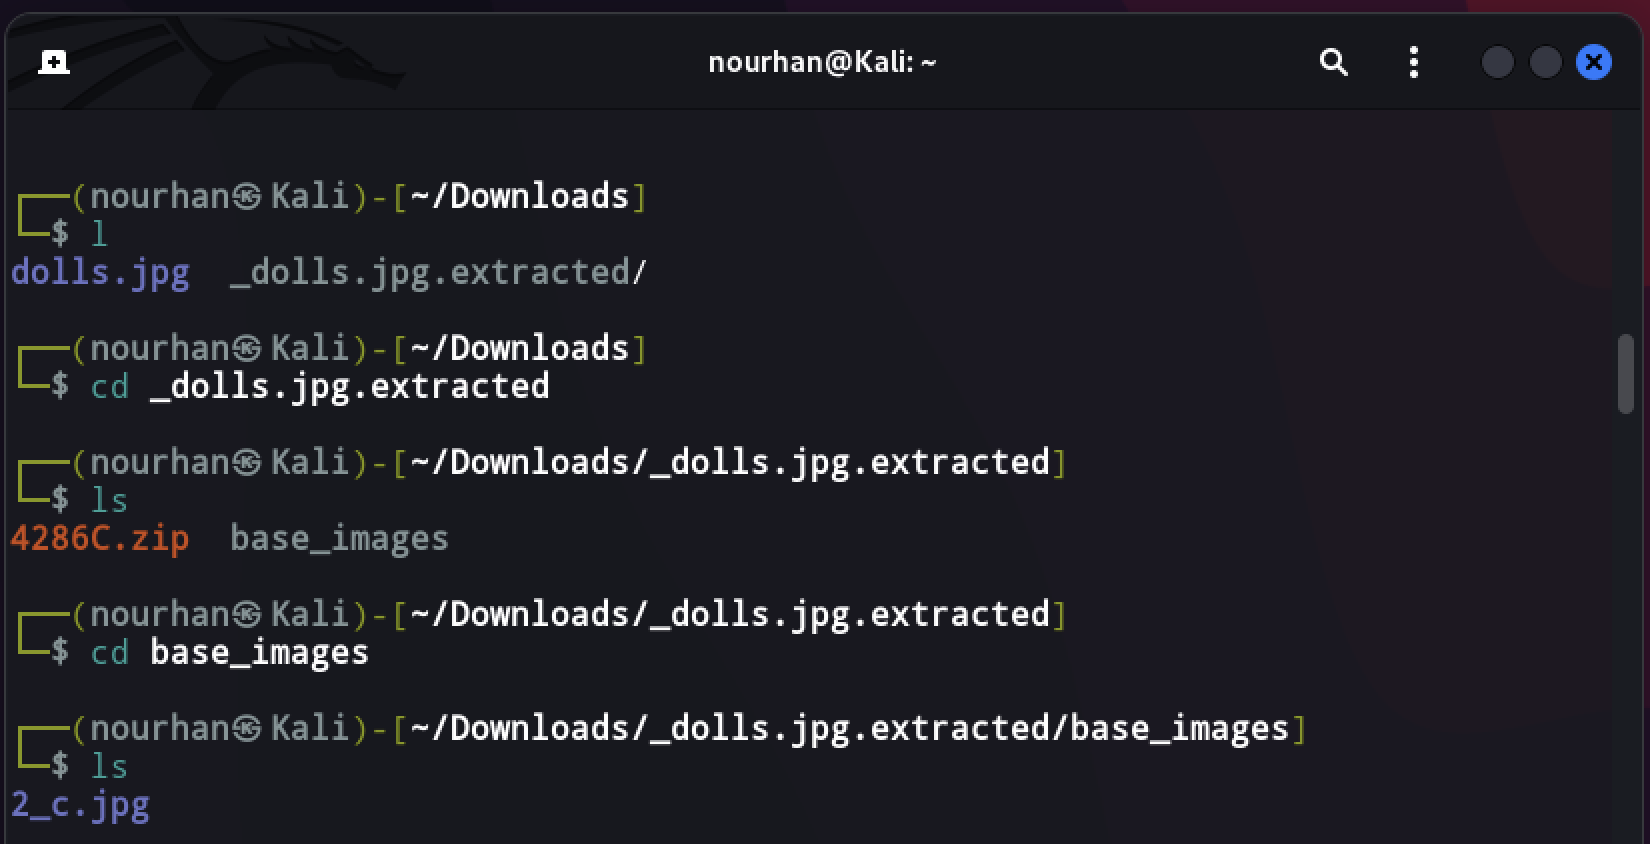 nourhan@Kali: ~
┌──(nourhan㉿Kali)-[~/Downloads]
└─$ l
dolls.jpg  _dolls.jpg.extracted/
┌──(nourhan㉿Kali)-[~/Downloads]
└─$ cd _dolls.jpg.extracted
┌──(nourhan㉿Kali)-[~/Downloads/_dolls.jpg.extracted]
└─$ ls
4286C.zip  base_images
┌──(nourhan㉿Kali)-[~/Downloads/_dolls.jpg.extracted]
└─$ cd base_images
┌──(nourhan㉿Kali)-[~/Downloads/_dolls.jpg.extracted/base_images]
└─$ ls
2_c.jpg